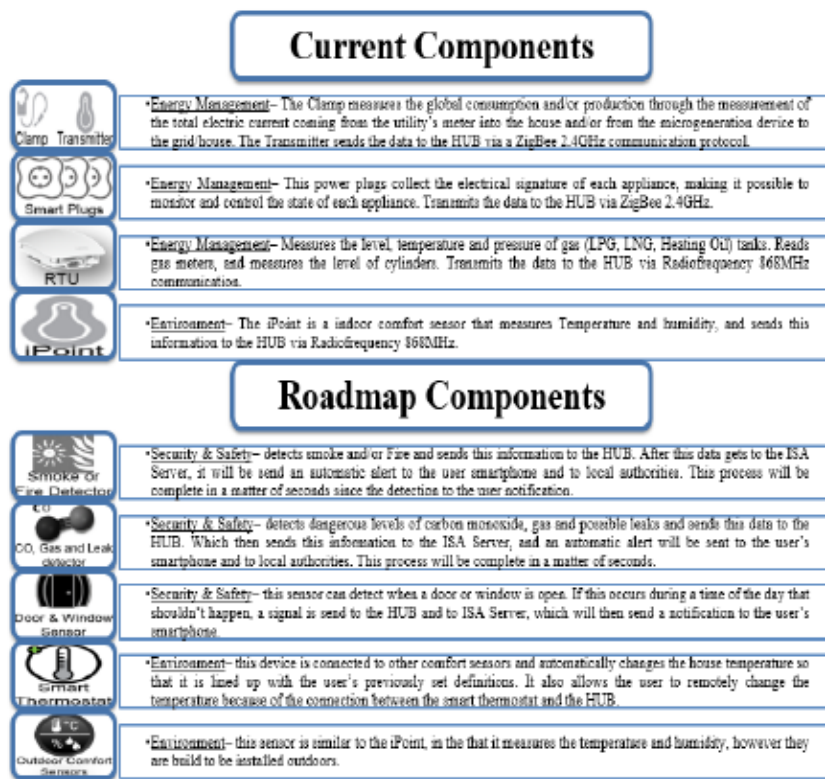 Current Components
Clamp Transmitter
•Energy Management– The Clamp measures the global consumption and/or production through the measurement of
the total electric current coming from the utility's meter into the house and/or from the microgeneration device to
the grid/house. The Transmitter sends the data to the HUB via a ZigBee 2.4GHz communication protocol.
Smart Plugs
•Energy Management– This power plugs collect the electrical signature of each appliance, making it possible to
monitor and control the state of each appliance. Transmits the data to the HUB via ZigBee 2.4GHz.
RTU
•Energy Management– Measures the level, temperature and pressure of gas (LPG, LNG, Heating Oil) tanks. Reads
gas meters, and measures the level of cylinders. Transmits the data to the HUB via Radiofrequency 868MHz
communication.
iPoint
•Environment– The iPoint is a indoor comfort sensor that measures Temperature and humidity, and sends this
information to the HUB via Radiofrequency 868MHz.
Roadmap Components
Smoke or
Fire Detector
•Security & Safety– detects smoke and/or Fire and sends this information to the HUB. After this data gets to the ISA
Server, it will be send an automatic alert to the user smartphone and to local authorities. This process will be
complete in a matter of seconds since the detection to the user notification.
CO
CO, Gas and Leak
detector
•Security & Safety– detects dangerous levels of carbon monoxide, gas and possible leaks and sends this data to the
HUB. Which then sends this information to the ISA Server, and an automatic alert will be sent to the user's
smartphone and to local authorities. This process will be complete in a matter of seconds.
Door & Window
Sensor
•Security & Safety– this sensor can detect when a door or window is open. If this occurs during a time of the day that
shouldn't happen, a signal is send to the HUB and to ISA Server, which will then send a notification to the user's
smartphone.
Smart
Thermostat
•Environment– this device is connected to other comfort sensors and automatically changes the house temperature so
that it is lined up with the user's previously set definitions. It also allows the user to remotely change the
temperature because of the connection between the smart thermostat and the HUB.
°C
%
Outdoor Comfort
Sensors
•Environment– this sensor is similar to the iPoint, in the that it measures the temperature and humidity, however they
are build to be installed outdoors.